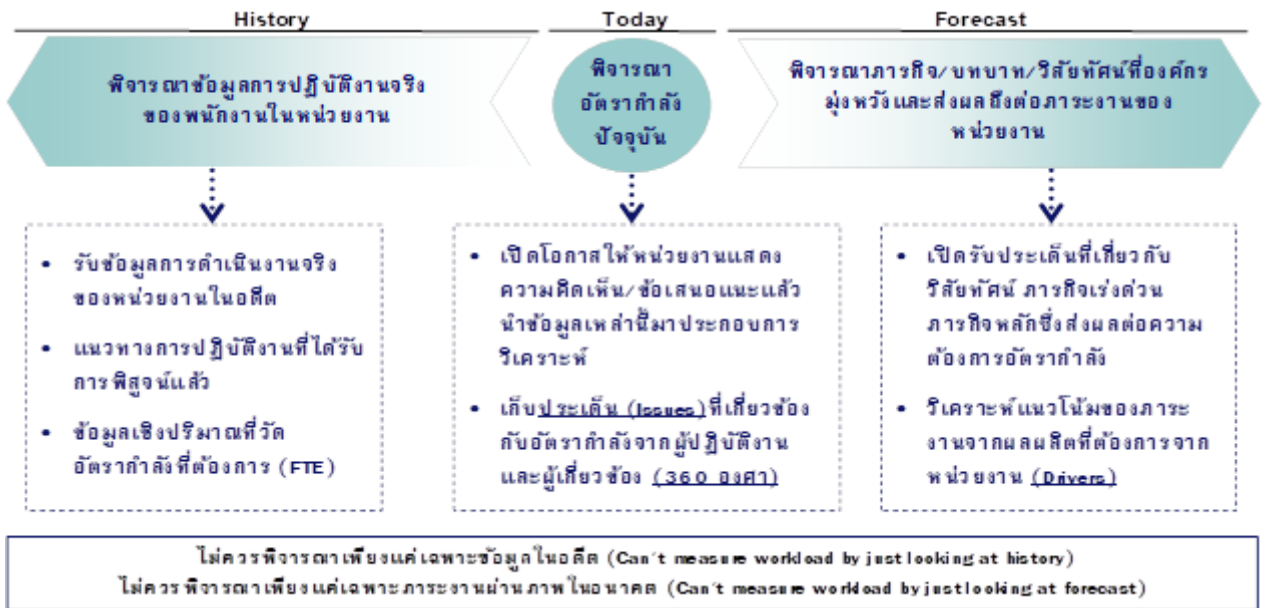 History
Today
Forecast
พิจารณาข้อมูลการปฏิบัติงานจริง
ของพนักงานในหน่วยงาน
พิจารณา
อัตรากำลัง
ปัจจุบัน
พิจารณาภารกิจ/บทบาท/วิสัยทัศน์ที่องค์กร
มุ่งหวังและส่งผลถึงต่อภาระงานของ
หน่วยงาน
• รับข้อมูลการดำเนินงานจริง
ของหน่วยงานในอดีต
• แนวทางการปฏิบัติงานที่ได้รับ
การพิสูจน์แล้ว
• ข้อมูลเชิงปริมาณที่วัด
อัตรากำลังที่ต้องการ (FTE)
• เปิดโอกาสให้หน่วยงานแสดง
ความคิดเห็น/ข้อเสนอแนะแล้ว
นำข้อมูลเหล่านี้มาประกอบการ
วิเคราะห์
• เก็บประเด็น (Issues)ที่เกี่ยวข้อง
กับอัตรากำลังจากผู้ปฏิบัติงาน
และผู้เกี่ยวข้อง (360 องศา)
• เปิดรับประเด็นที่เกี่ยวกับ
วิสัยทัศน์ ภารกิจเร่งด่วน
ภารกิจหลักซึ่งส่งผลต่อความ
ต้องการอัตรากำลัง
• วิเคราะห์แนวโน้มของภาระ
งานจากผลผลิตที่ต้องการจาก
หน่วยงาน (Drivers)
ไม่ควรพิจารณาเพียงแค่เฉพาะข้อมูลในอดีต (Can't measure workload by just looking at history)
ไม่ควรพิจารณาเพียงแค่เฉพาะภาระงานผ่านภาพในอนาคต (Can't measure workload by just looking at forecast)